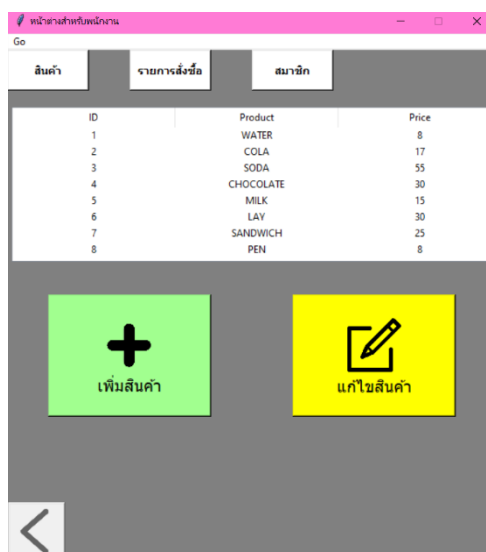 หน้าต่างสำหรับพนักงาน
Go
สินค้า รายการสั่งซื้อ สมาชิก
ID Product Price
1 WATER 8
2 COLA 17
3 SODA 55
4 CHOCOLATE 30
5 MILK 15
6 LAY 30
7 SANDWICH 25
8 PEN 8
เพิ่มสินค้า แก้ไขสินค้า